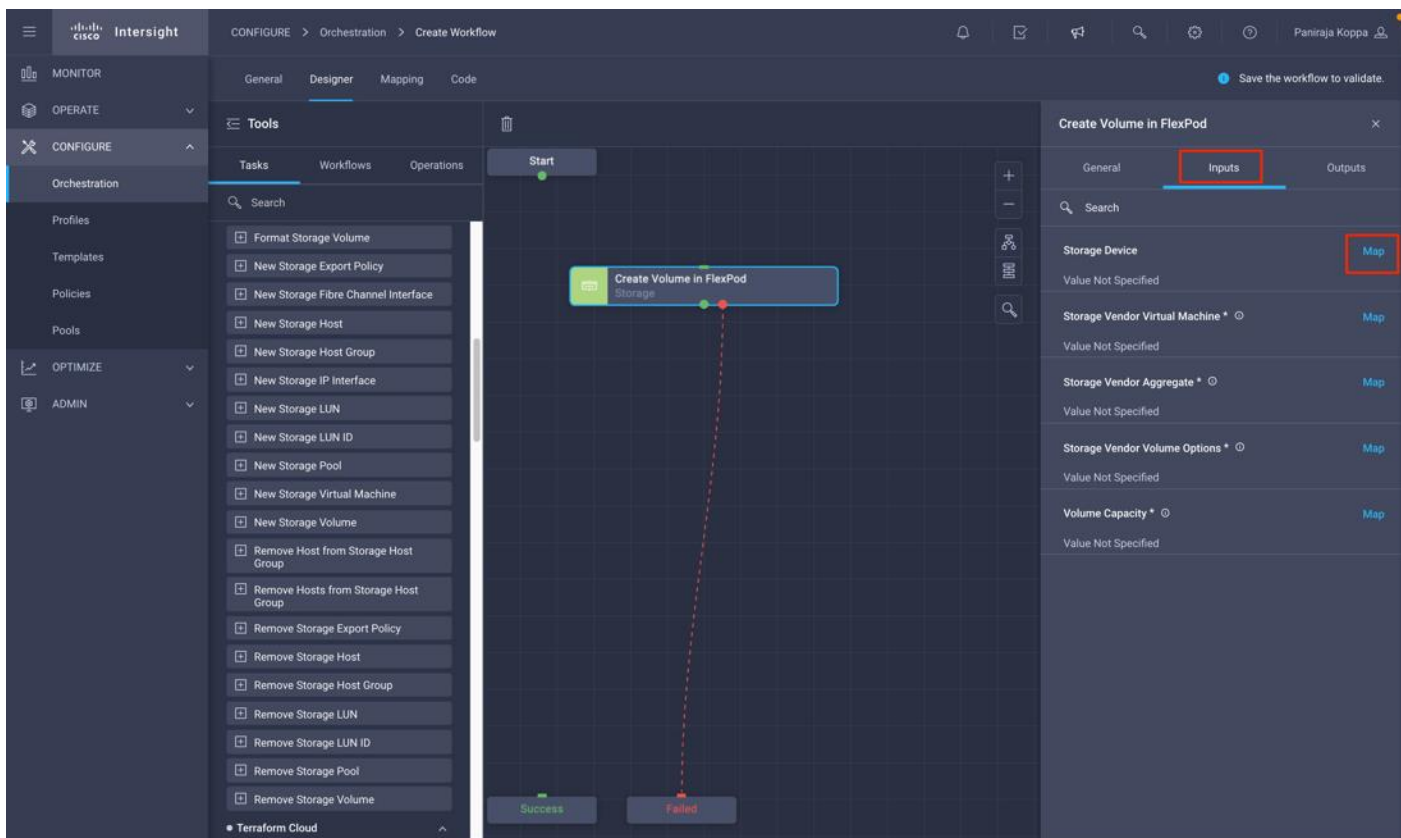 cisco Intersight
CONFIGURE > Orchestration > Create Workflow
Paniraja Koppa
MONITOR
OPERATE
CONFIGURE
Orchestration
Profiles
Templates
Policies
Pools
OPTIMIZE
ADMIN
General Designer Mapping Code
Save the workflow to validate.
Tools
Tasks Workflows Operations
Search
Format Storage Volume
New Storage Export Policy
New Storage Fibre Channel Interface
New Storage Host
New Storage Host Group
New Storage IP Interface
New Storage LUN
New Storage LUN ID
New Storage Pool
New Storage Virtual Machine
New Storage Volume
Remove Host from Storage Host
Group
Remove Hosts from Storage Host
Group
Remove Storage Export Policy
Remove Storage Host
Remove Storage Host Group
Remove Storage LUN
Remove Storage LUN ID
Remove Storage Pool
Remove Storage Volume
Terraform Cloud
Start
Create Volume in FlexPod
Storage
Success
Failed
Create Volume in FlexPod
General Inputs Outputs
Search
Storage Device Map
Value Not Specified
Storage Vendor Virtual Machine * Map
Value Not Specified
Storage Vendor Aggregate * Map
Value Not Specified
Storage Vendor Volume Options * Map
Value Not Specified
Volume Capacity * Map
Value Not Specified